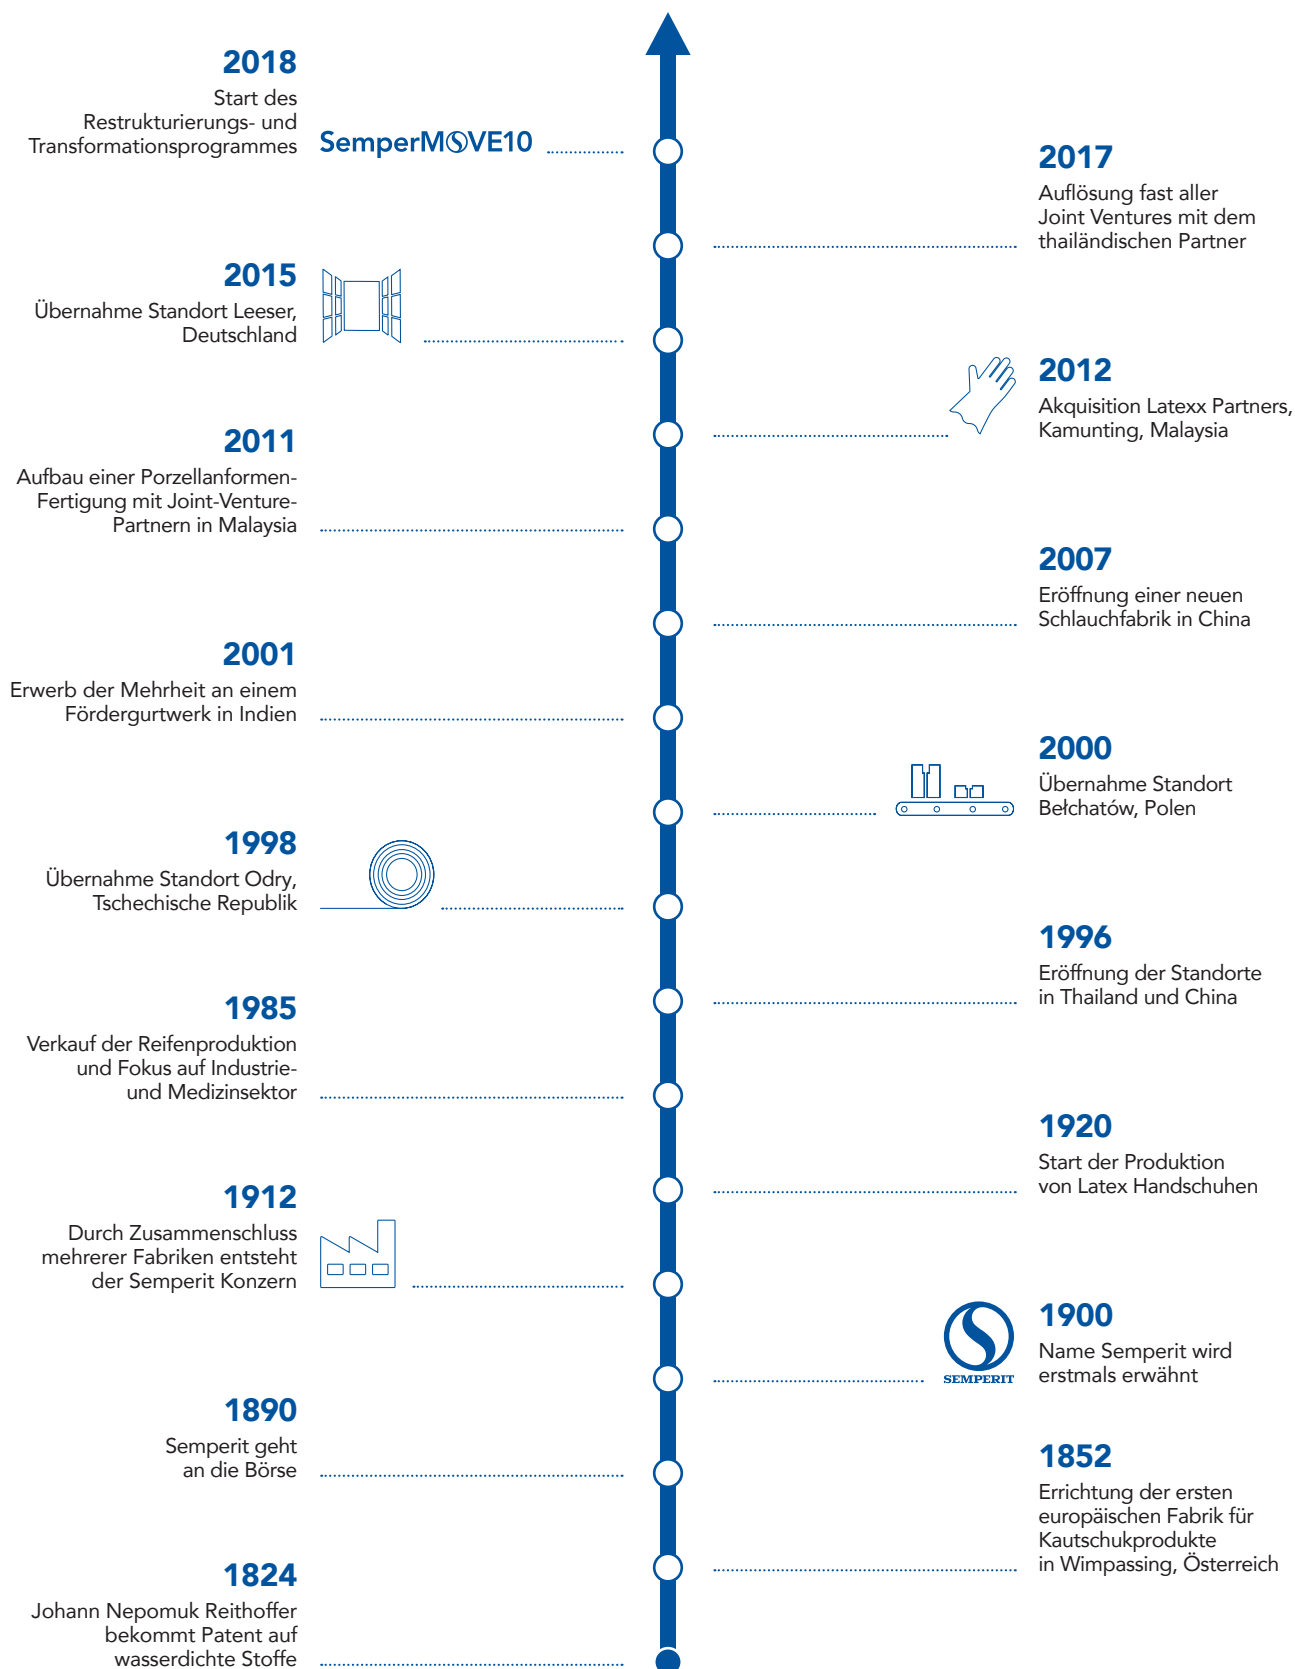 2018
Start des
Restrukturierungs- und
Transformationsprogrammes
SemperMOVE10
2017
Auflösung fast aller
Joint Ventures mit dem
thailändischen Partner
2015
Übernahme Standort Leeser,
Deutschland
2012
Akquisition Latexx Partners,
Kamunting, Malaysia
2011
Aufbau einer Porzellanformen-
Fertigung mit Joint-Venture-
Partnern in Malaysia
2007
Eröffnung einer neuen
Schlauchfabrik in China
2001
Erwerb der Mehrheit an einem
Fördergurtwerk in Indien
2000
Übernahme Standort
Bełchatów, Polen
1998
Übernahme Standort Odry,
Tschechische Republik
1996
Eröffnung der Standorte
in Thailand und China
1985
Verkauf der Reifenproduktion
und Fokus auf Industrie-
und Medizinsektor
1920
Start der Produktion
von Latex Handschuhen
1912
Durch Zusammenschluss
mehrerer Fabriken entsteht
der Semperit Konzern
1900
Name Semperit wird
erstmals erwähnt
SEMPERIT
1890
Semperit geht
an die Börse
1852
Errichtung der ersten
europäischen Fabrik für
Kautschukprodukte
in Wimpassing, Österreich
1824
Johann Nepomuk Reithoffer
bekommt Patent auf
wasserdichte Stoffe